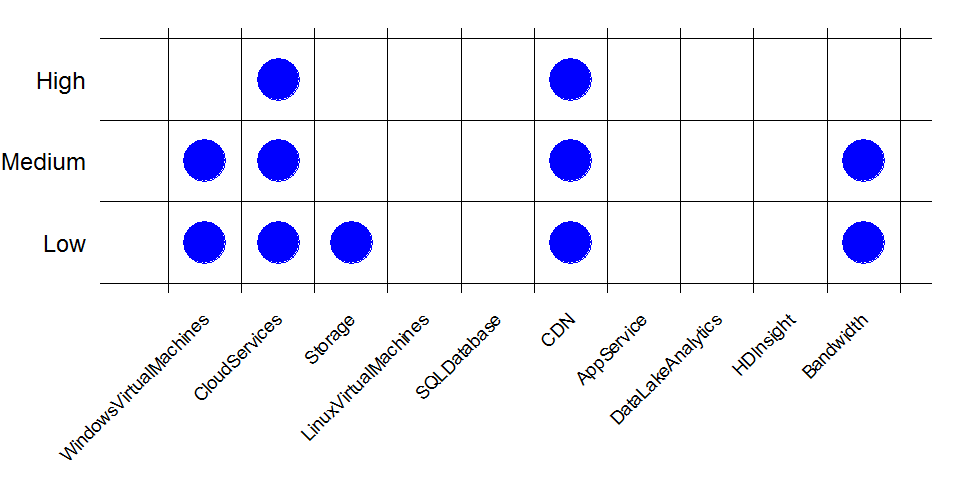 High
Medium
Low
WindowsVirtualMachines
CloudServices
Storage
LinuxVirtualMachines
SQLDatabase
CDN
AppService
DataLakeAnalytics
HDInsight
Bandwidth